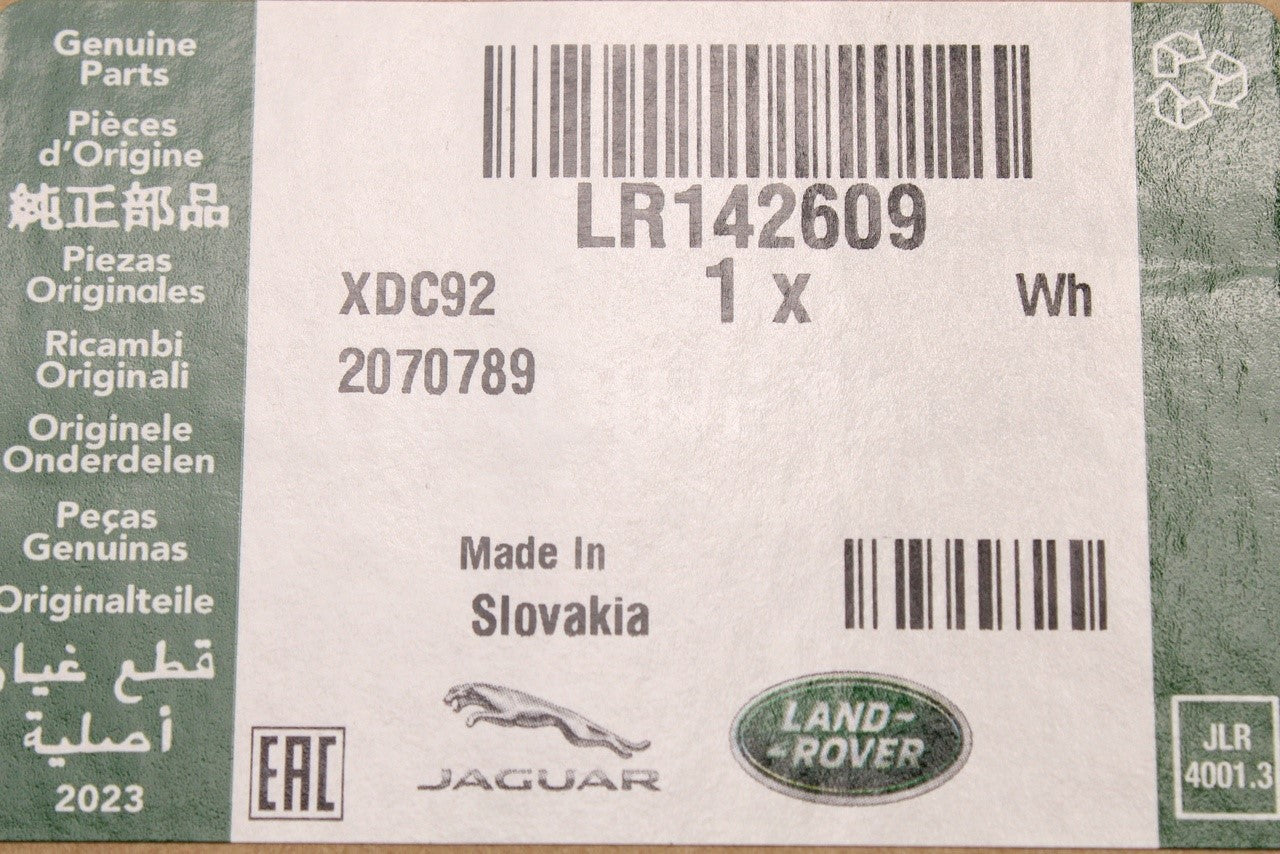 Genuine
Parts
Pièces
d'Origine
純正部品
Piezas
Originales
Ricambi
Originali
Originele
Onderdelen
Peças
Genuinas
Originalteile
قطع غيار
أصلية
2023
LR142609
XDC92
1 x
Wh
2070789
Made In
Slovakia
EAC
JAGUAR
LAND-
-ROVER
JLR
4001.3